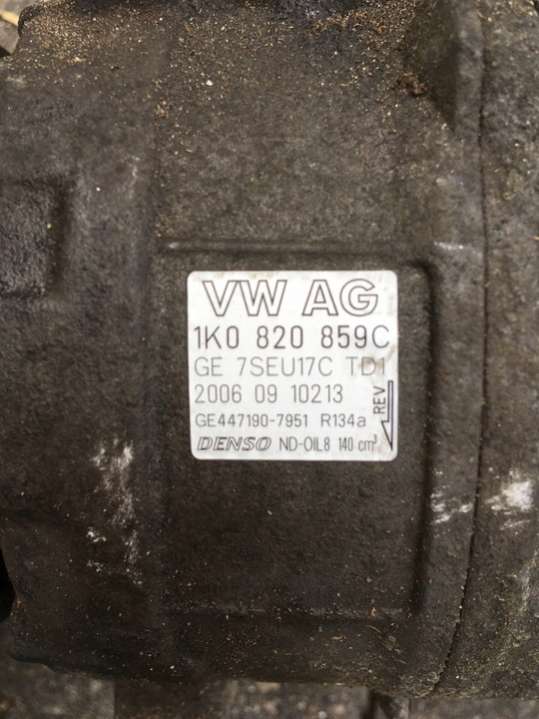 VW AG
1K0 820 859C
GE 7SEU17C TD1
2006 09 10213
GE447190-7951 R134a
REV
DENSO ND-OIL8 140 cm³